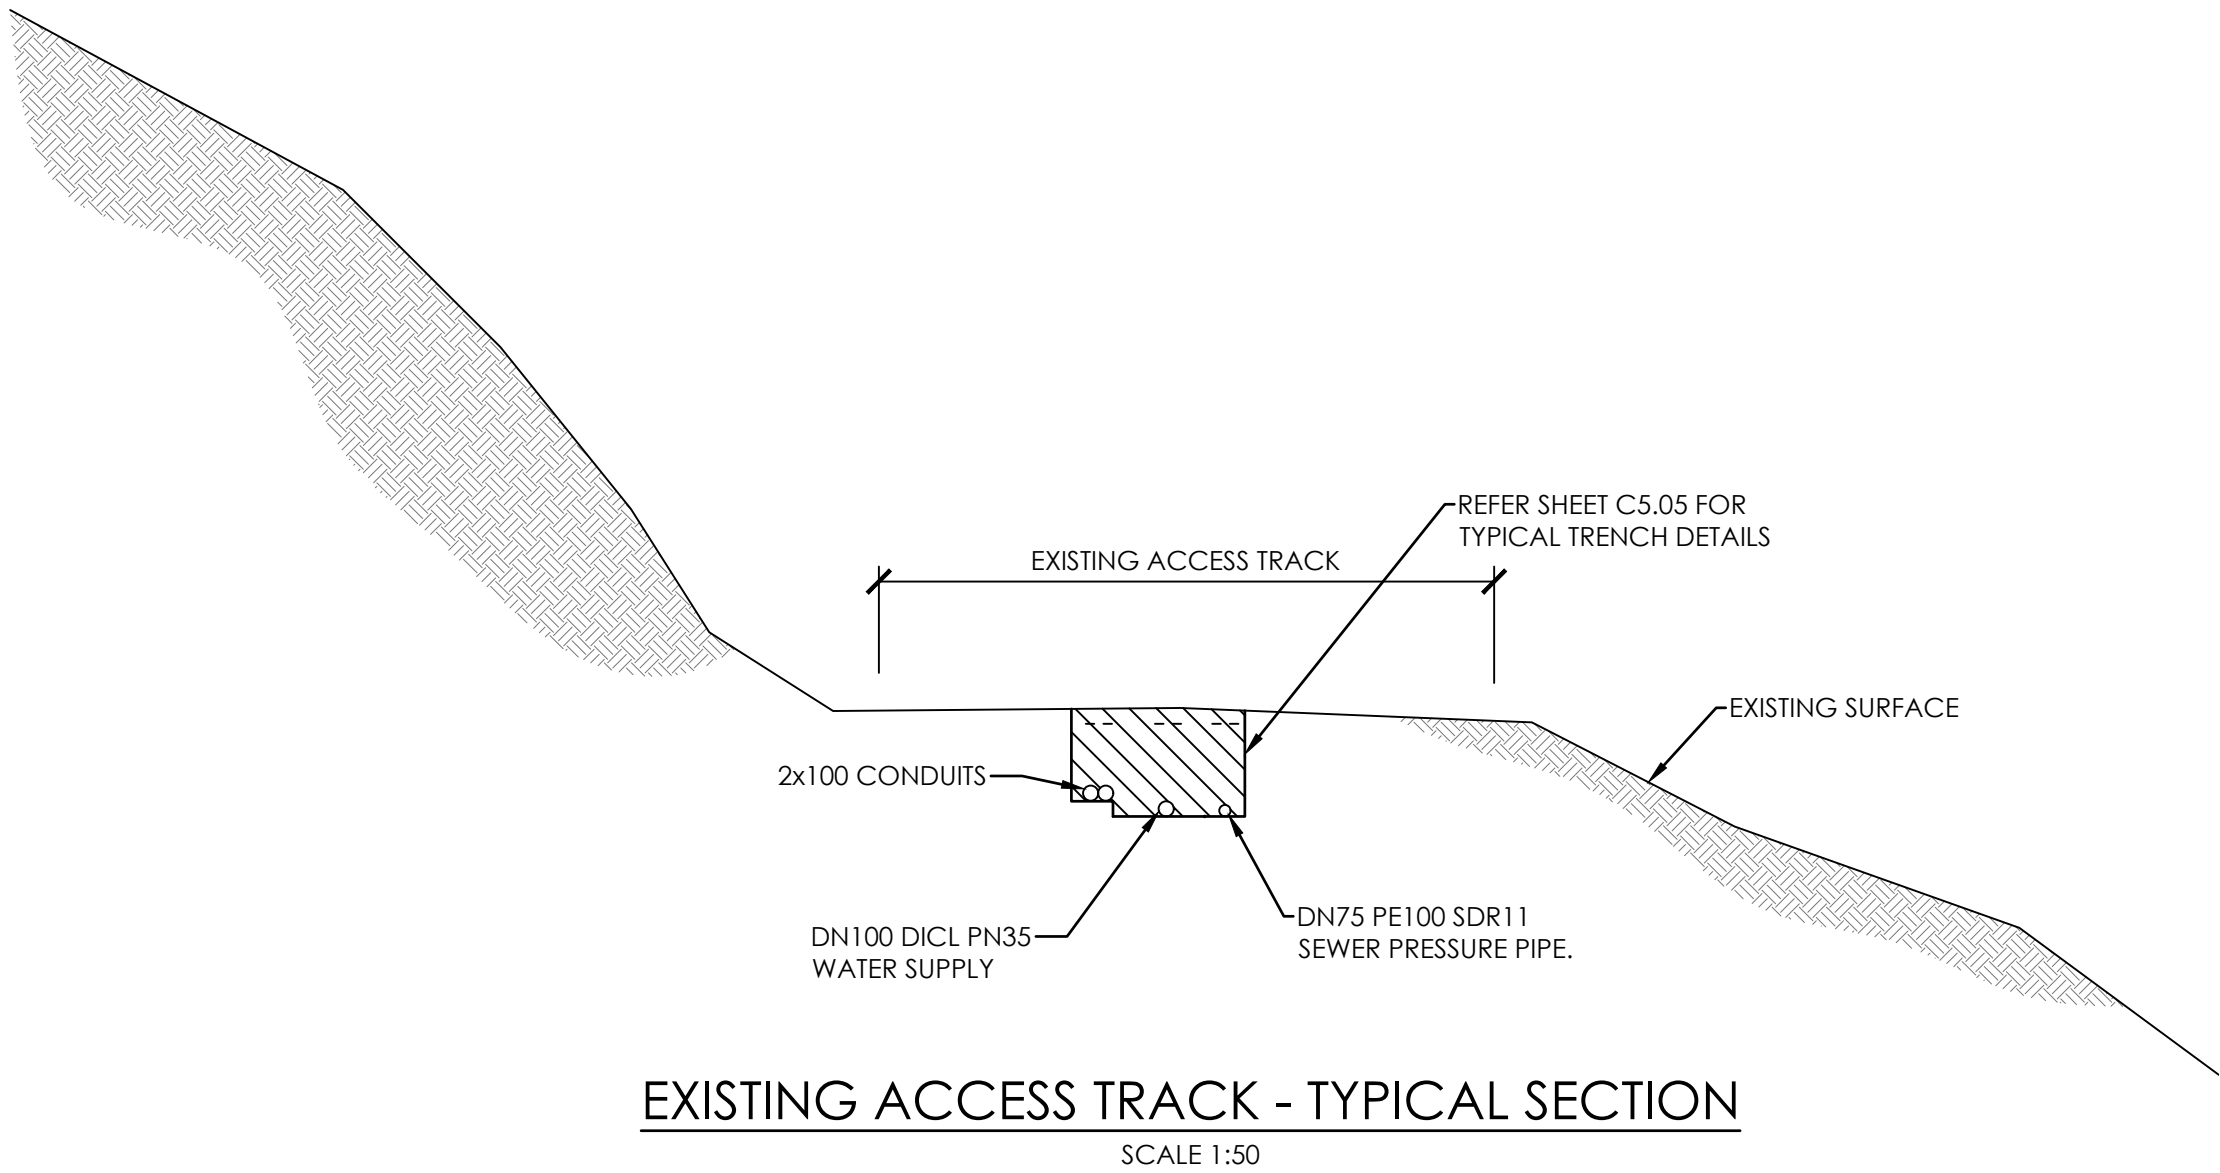 REFER SHEET C5.05 FOR
TYPICAL TRENCH DETAILS
EXISTING ACCESS TRACK
EXISTING SURFACE
2x100 CONDUITS
DN100 DICL PN35
WATER SUPPLY
DN75 PE100 SDR11
SEWER PRESSURE PIPE.
EXISTING ACCESS TRACK - TYPICAL SECTION
SCALE 1:50